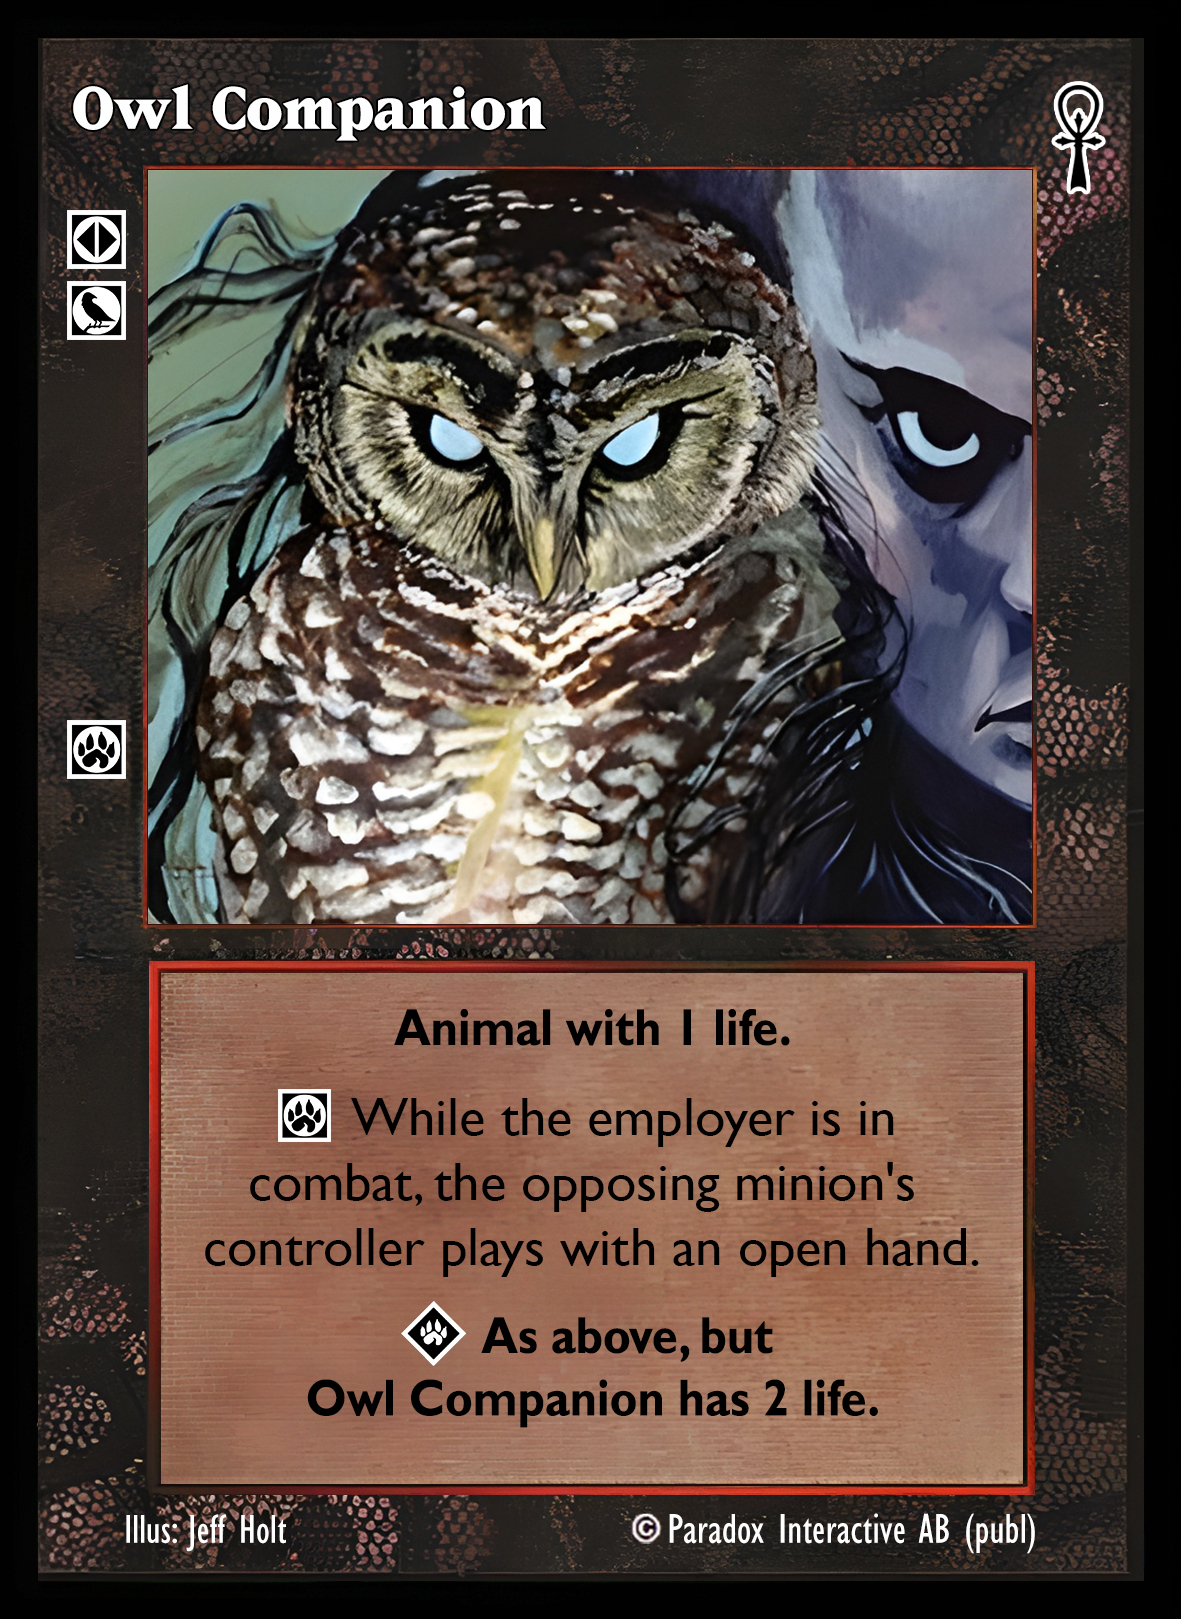 Owl Companion
Animal with 1 life.
While the employer is in
combat, the opposing minion's
controller plays with an open hand.
As above, but
Owl Companion has 2 life.
Illus: Jeff Holt
© Paradox Interactive AB (publ)